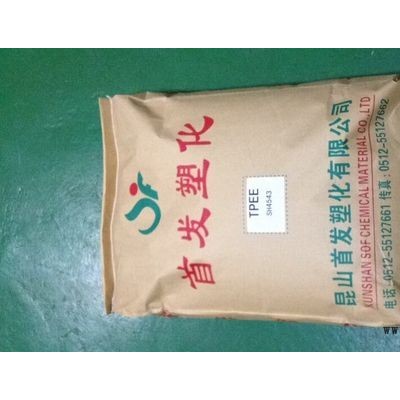 首发塑化
TPEE
SH4543
昆山首发塑化有限公司
KUNSHAN SOF CHEMICAL MATERIAL CO.,LTD
电话:0512-55127661 传真:0512-55127662